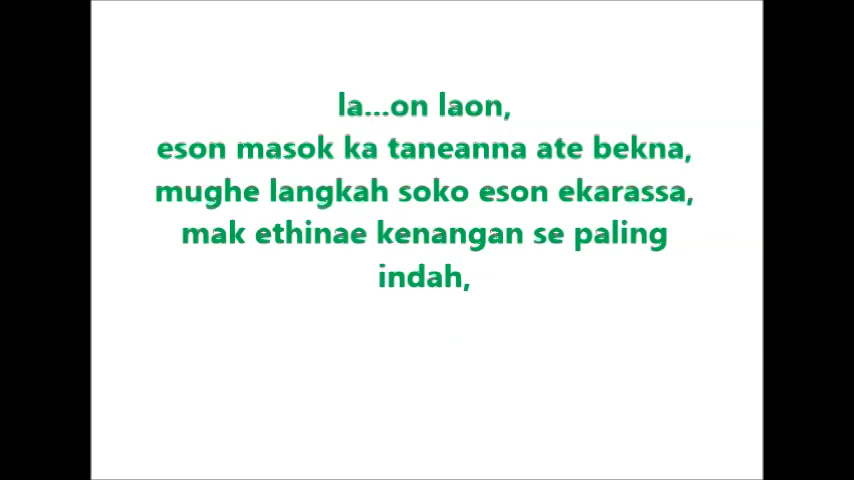 la...on laon,
eson masok ka taneanna ate bekna,
mughe langkah soko eson ekarassa,
mak ethinae kenangan se paling
indah,